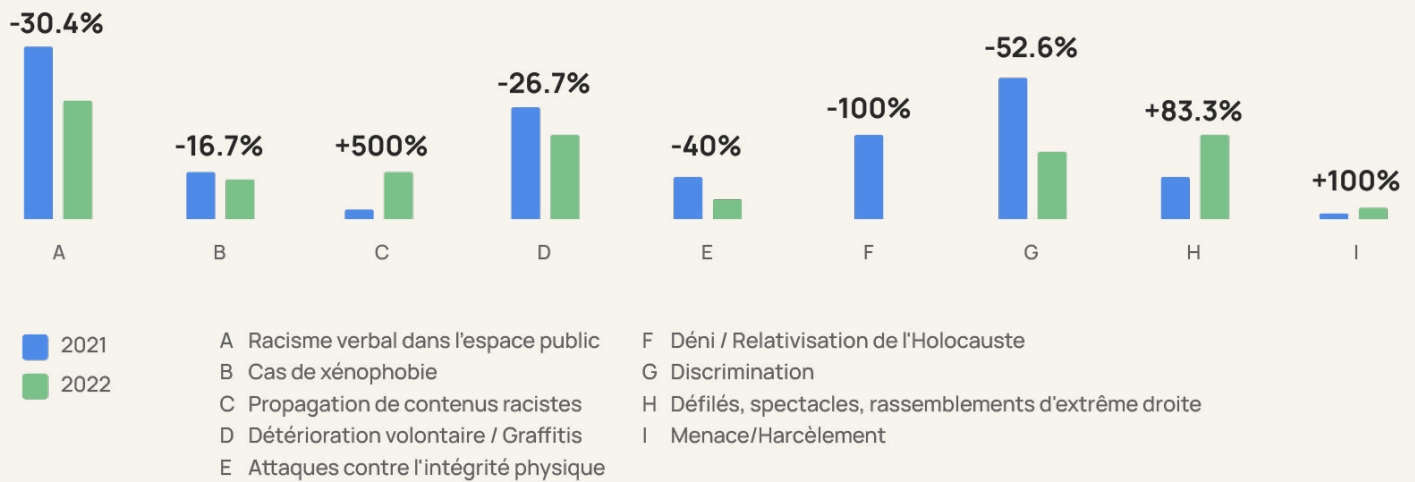 -30.4%
-16.7%
+500%
-26.7%
-40%
-100%
-52.6%
+83.3%
+100%
A B C D E F G H I
2021
2022
A Racisme verbal dans l'espace public
B Cas de xénophobie
C Propagation de contenus racistes
D Détérioration volontaire / Graffitis
E Attaques contre l'intégrité physique
F Déni / Relativisation de l'Holocauste
G Discrimination
H Défilés, spectacles, rassemblements d'extrême droite
I Menace/Harcèlement